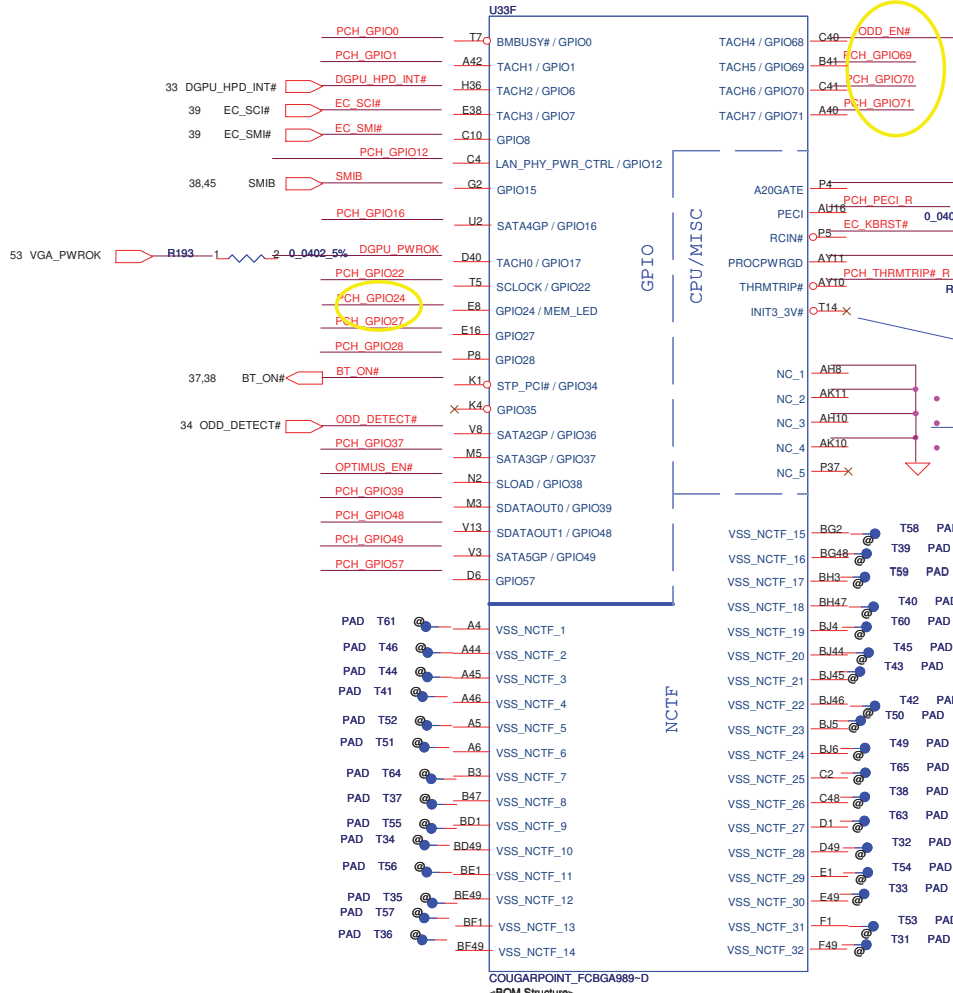 U33F
PCH_GPIO0 T7 BMBUSY# / GPIO0 TACH4 / GPIO68 C40 ODD_EN#
PCH_GPIO1 A42 TACH1 / GPIO1 TACH5 / GPIO69 B41 PCH_GPIO69
33 DGPU_HPD_INT# DGPU_HPD_INT# H36 TACH2 / GPIO6 TACH6 / GPIO70 C41 PCH_GPIO70
39 EC_SCI# EC_SCI# E38 TACH3 / GPIO7 TACH7 / GPIO71 A40 PCH_GPIO71
39 EC_SMI# EC_SMI# C10 GPIO8
PCH_GPIO12 C4 LAN_PHY_PWR_CTRL / GPIO12
38,45 SMIB SMIB G2 GPIO15 A20GATE P4
PCH_GPIO16 U2 SATA4GP / GPIO16 PECI AU16 PCH_PECI_R 0_040
RCIN# P5 EC_KBRST#
53 VGA_PWROK R193 1 2 0_0402_5% DGPU_PWROK D40 TACH0 / GPIO17 PROCPWRGD AY11
PCH_GPIO22 T5 SCLOCK / GPIO22 THRMTRIP# AY10 PCH_THRMTRIP#_R R
PCH_GPIO24 E8 GPIO24 / MEM_LED INIT3_3V# T14
PCH_GPIO27 E16 GPIO27
PCH_GPIO28 P8 GPIO28
37,38 BT_ON# BT_ON# K1 STP_PCI# / GPIO34 NC_1 AH8
K4 GPIO35 NC_2 AK11
34 ODD_DETECT# ODD_DETECT# V8 SATA2GP / GPIO36 NC_3 AH10
PCH_GPIO37 M5 SATA3GP / GPIO37 NC_4 AK10
OPTIMUS_EN# N2 SLOAD / GPIO38 NC_5 P37
PCH_GPIO39 M3 SDATAOUT0 / GPIO39
PCH_GPIO48 V13 SDATAOUT1 / GPIO48
PCH_GPIO49 V3 SATA5GP / GPIO49
PCH_GPIO57 D6 GPIO57
GPIO
CPU/MISC
NCTF
VSS_NCTF_15 BG2 @ T58 PAD
VSS_NCTF_16 BG48 @ T39 PAD
VSS_NCTF_17 BH3 @ T59 PAD
VSS_NCTF_18 BH47 @ T40 PAD
PAD T61 @ A4 VSS_NCTF_1 VSS_NCTF_19 BJ4 @ T60 PAD
PAD T46 @ A44 VSS_NCTF_2 VSS_NCTF_20 BJ44 @ T45 PAD
PAD T44 @ A45 VSS_NCTF_3 VSS_NCTF_21 BJ45 @ T43 PAD
PAD T41 @ A46 VSS_NCTF_4 VSS_NCTF_22 BJ46 @ T42 PAD
PAD T52 @ A5 VSS_NCTF_5 VSS_NCTF_23 BJ5 @ T50 PAD
PAD T51 @ A6 VSS_NCTF_6 VSS_NCTF_24 BJ6 @ T49 PAD
PAD T64 @ B3 VSS_NCTF_7 VSS_NCTF_25 C2 @ T65 PAD
PAD T37 @ B47 VSS_NCTF_8 VSS_NCTF_26 C48 @ T38 PAD
PAD T55 @ BD1 VSS_NCTF_9 VSS_NCTF_27 D1 @ T63 PAD
PAD T34 @ BD49 VSS_NCTF_10 VSS_NCTF_28 D49 @ T32 PAD
PAD T56 @ BE1 VSS_NCTF_11 VSS_NCTF_29 E1 @ T54 PAD
PAD T35 @ BE49 VSS_NCTF_12 VSS_NCTF_30 E49 @ T33 PAD
PAD T57 @ BF1 VSS_NCTF_13 VSS_NCTF_31 F1 @ T53 PAD
PAD T36 @ BF49 VSS_NCTF_14 VSS_NCTF_32 F49 @ T31 PAD
COUGARPOINT_FCBGA989~D
<BOM Structure>